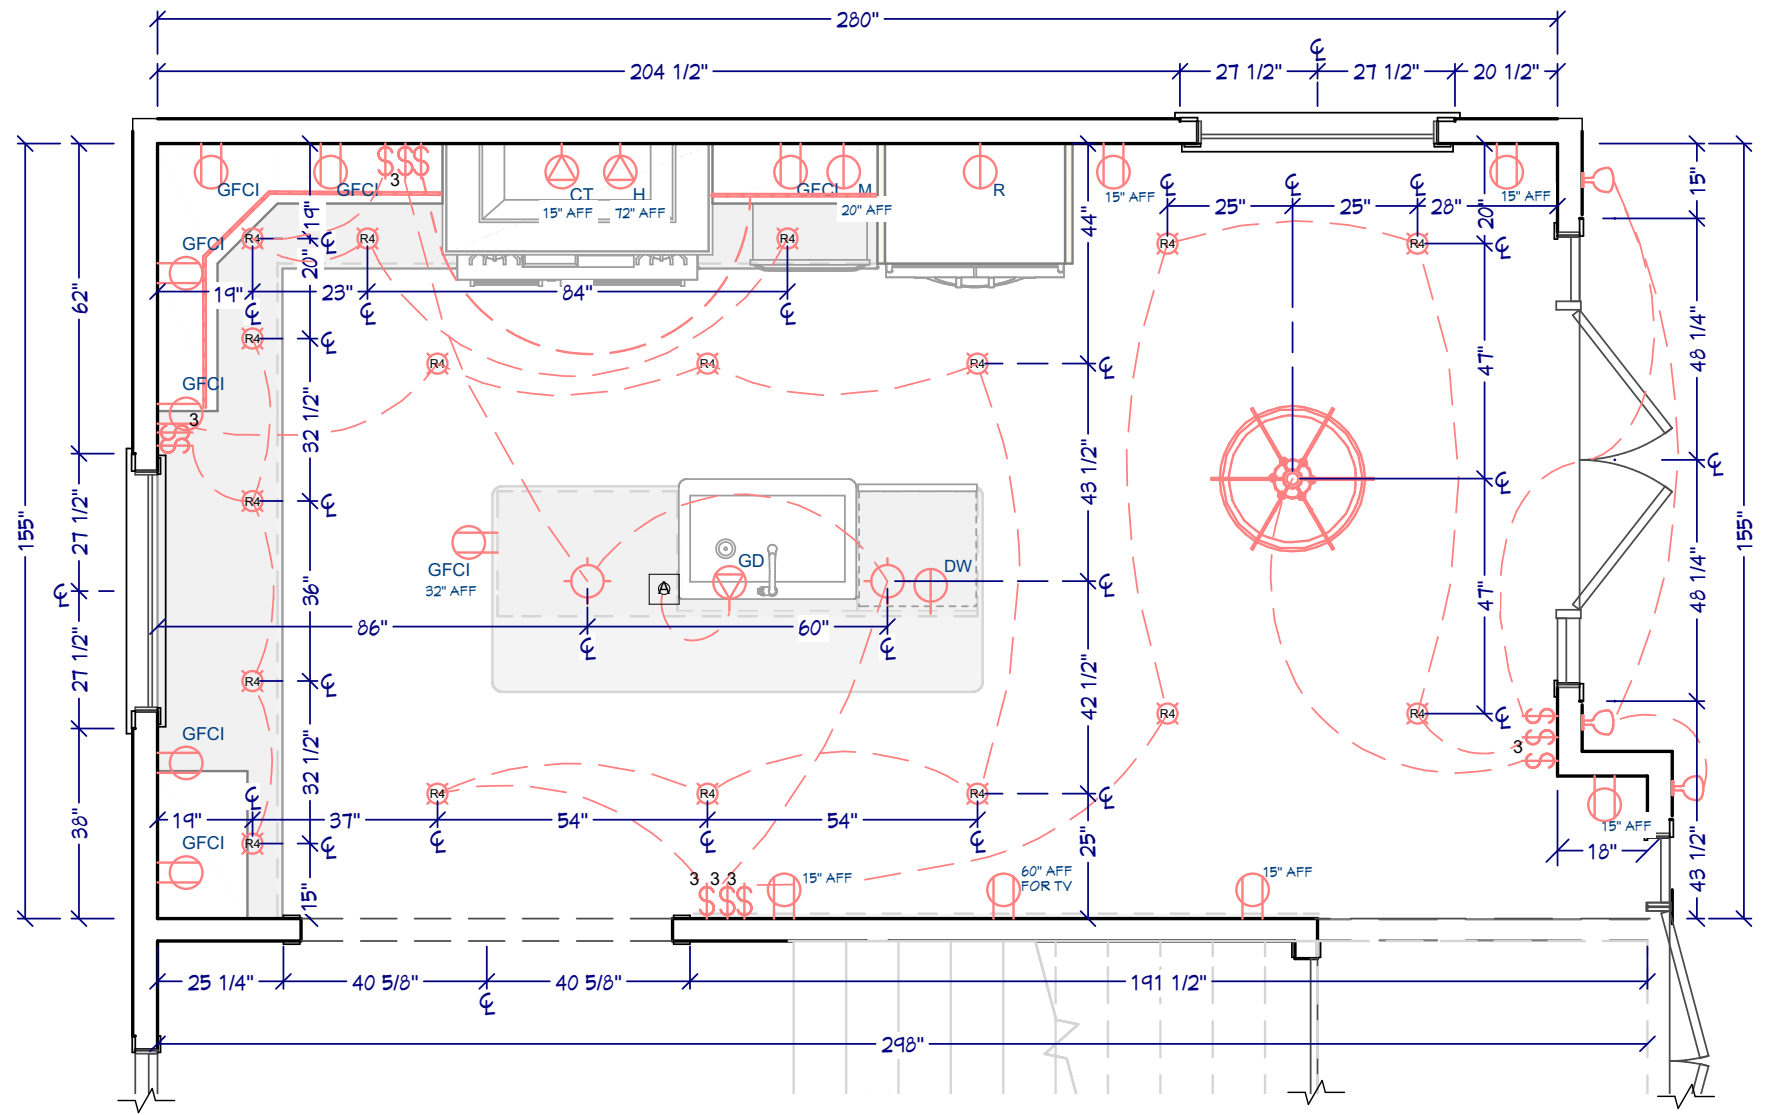 280"
℄
204 1/2"
27 1/2"
27 1/2"
20 1/2"
3
GFCI
GFCI
CT
H
GFCI
M
R
15" AFF
72" AFF
20" AFF
15" AFF
15" AFF
℄
℄
℄
25"
25"
28"
15"
19"
44"
20"
GFCI
R4
℄
R4
R4
R4
R4
20"
19"
23"
84"
62"
℄
℄
℄
R4
℄
48 1/4"
47"
R4
R4
R4
℄
GFCI
3
32 1/2"
43 1/2"
℄
R4
℄
℄
155"
27 1/2"
155"
GFCI
32" AFF
GD
DW
A
36"
℄
℄
48 1/4"
47"
86"
60"
℄
℄
27 1/2"
R4
℄
42 1/2"
R4
R4
℄
GFCI
3
32 1/2"
℄
R4
R4
R4
℄
38"
19"
37"
54"
54"
15" AFF
℄
℄
℄
GFCI
R4
℄
25"
18"
43 1/2"
3
3
3
15" AFF
60" AFF
FOR TV
15" AFF
15"
25 1/4"
40 5/8"
40 5/8"
191 1/2"
℄
298"